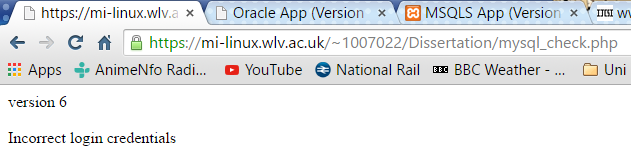 https://mi-linux.wlv.a
Oracle App (Version
MSQLS App (Version
https://mi-linux.wlv.ac.uk/~1007022/Dissertation/mysql_check.php
Apps AnimeNfo Radi... YouTube National Rail BBC BBC Weather - ... Uni
version 6
Incorrect login credentials